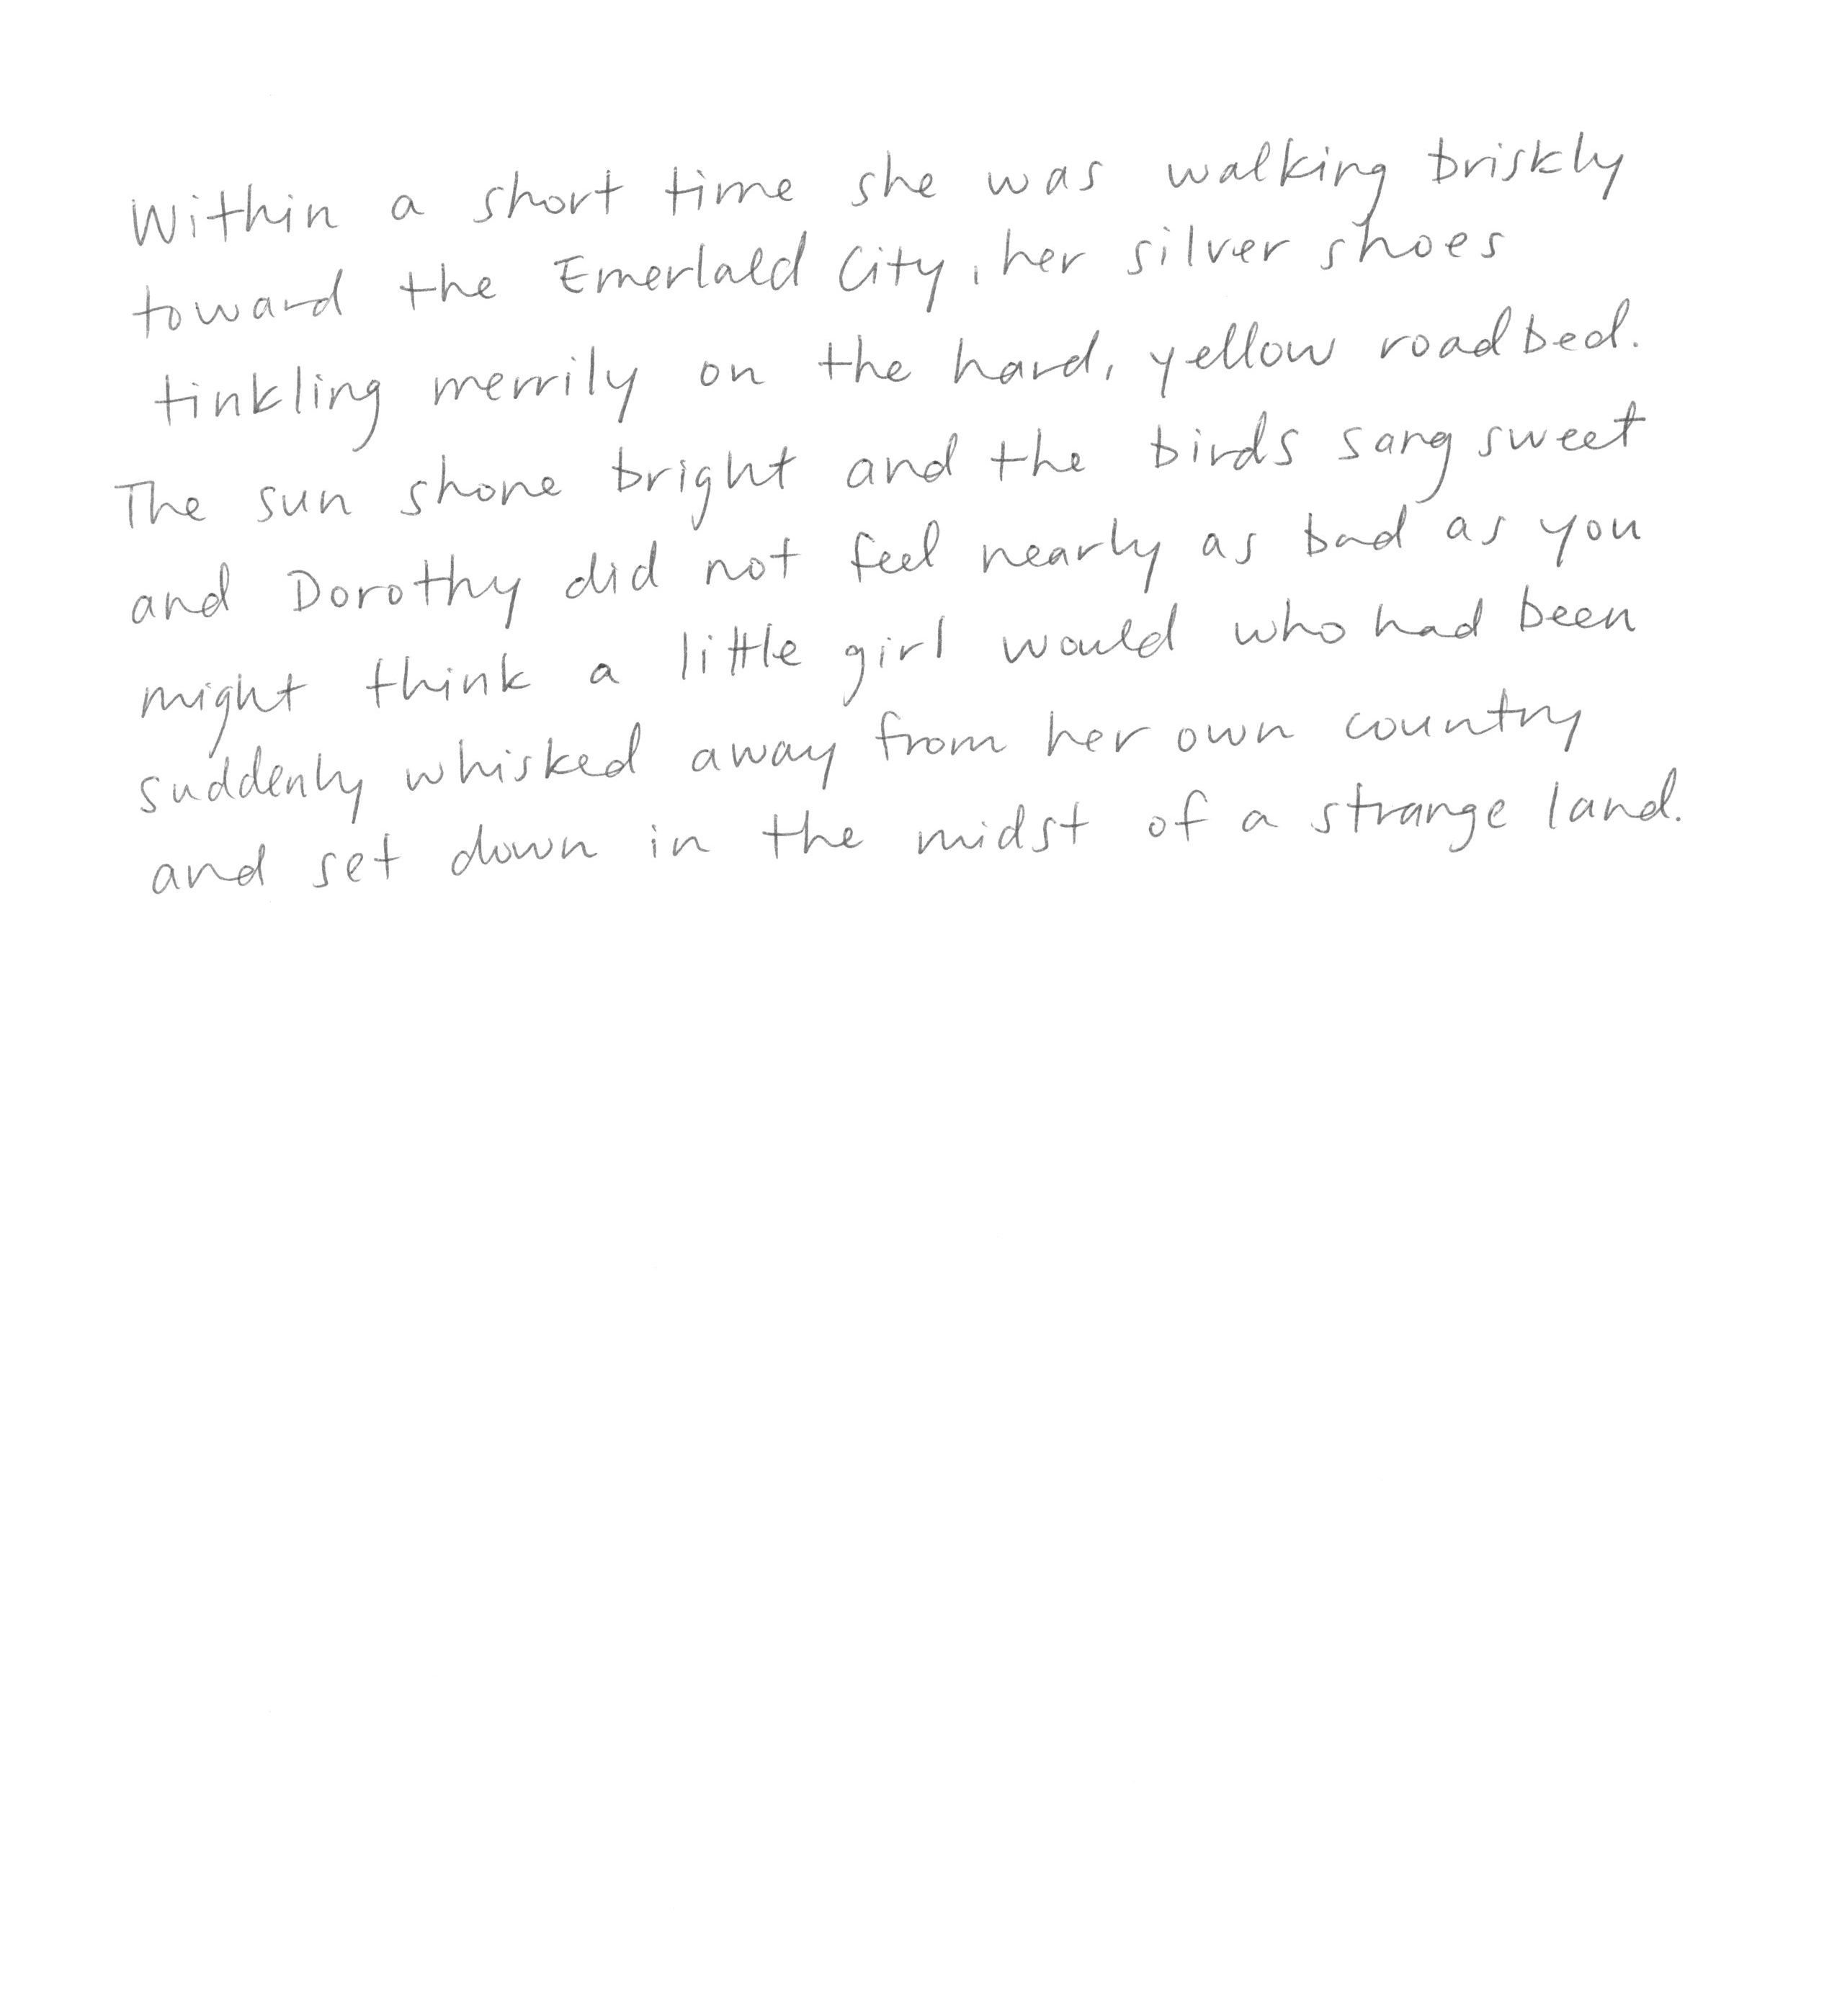 Within a short time she was walking briskly
toward the Emerlald City, her silver shoes
tinkling merrily on the hard, yellow roadbed.
The sun shone bright and the birds sang sweet
and Dorothy did not feel nearly as bad as you
might think a little girl would who had been
suddenly whisked away from her own country
and set down in the midst of a strange land.